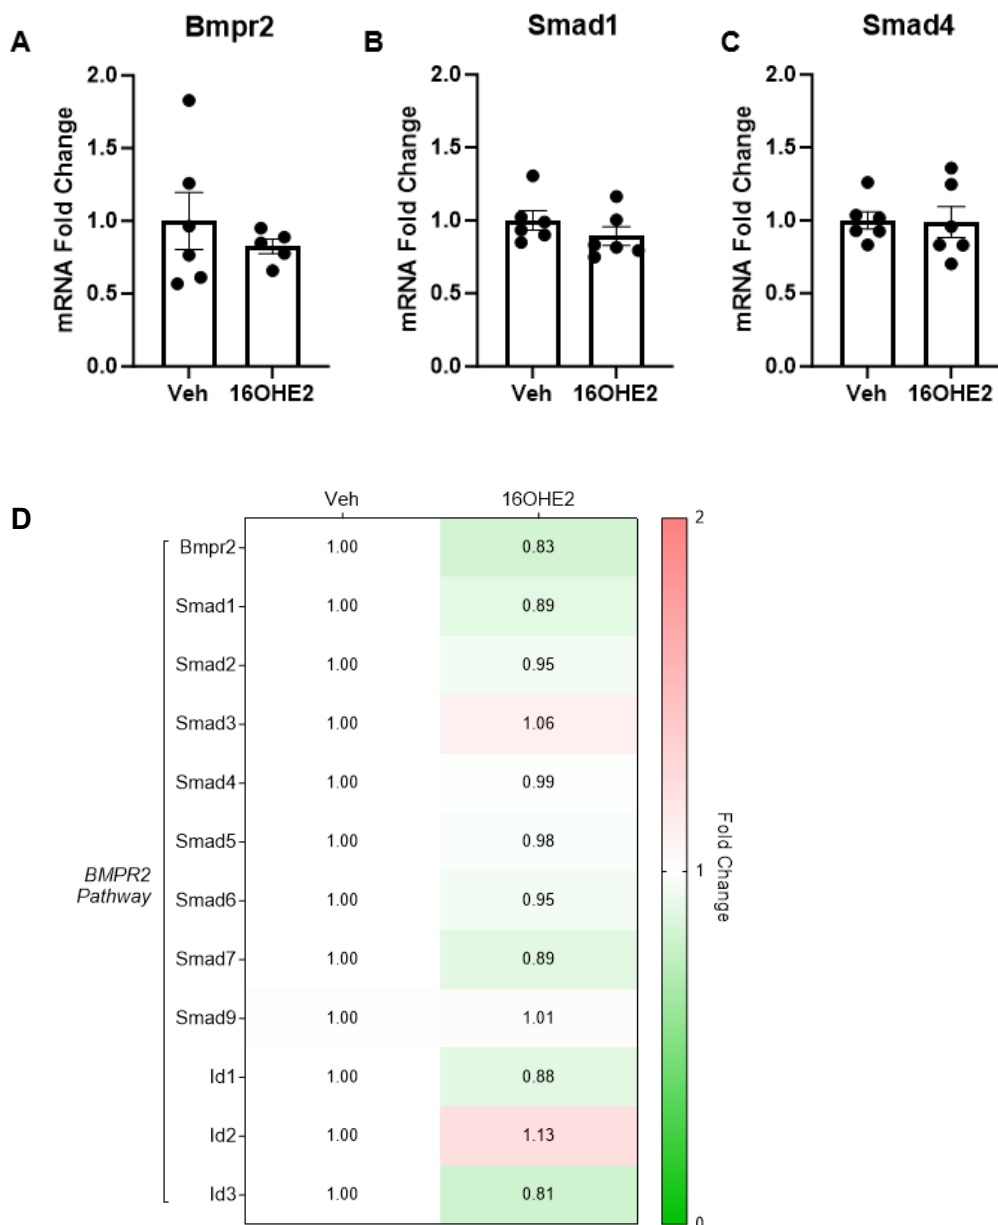 A
Bmpr2
mRNA Fold Change
2.0
1.5
1.0
0.5
0.0
Veh 16OHE2
B
Smad1
mRNA Fold Change
2.0
1.5
1.0
0.5
0.0
Veh 16OHE2
C
Smad4
mRNA Fold Change
2.0
1.5
1.0
0.5
0.0
Veh 16OHE2
D
Veh 16OHE2
BMPR2
Pathway
Bmpr2 1.00 0.83
Smad1 1.00 0.89
Smad2 1.00 0.95
Smad3 1.00 1.06
Smad4 1.00 0.99
Smad5 1.00 0.98
Smad6 1.00 0.95
Smad7 1.00 0.89
Smad9 1.00 1.01
Id1 1.00 0.88
Id2 1.00 1.13
Id3 1.00 0.81
2
1
0
Fold Change